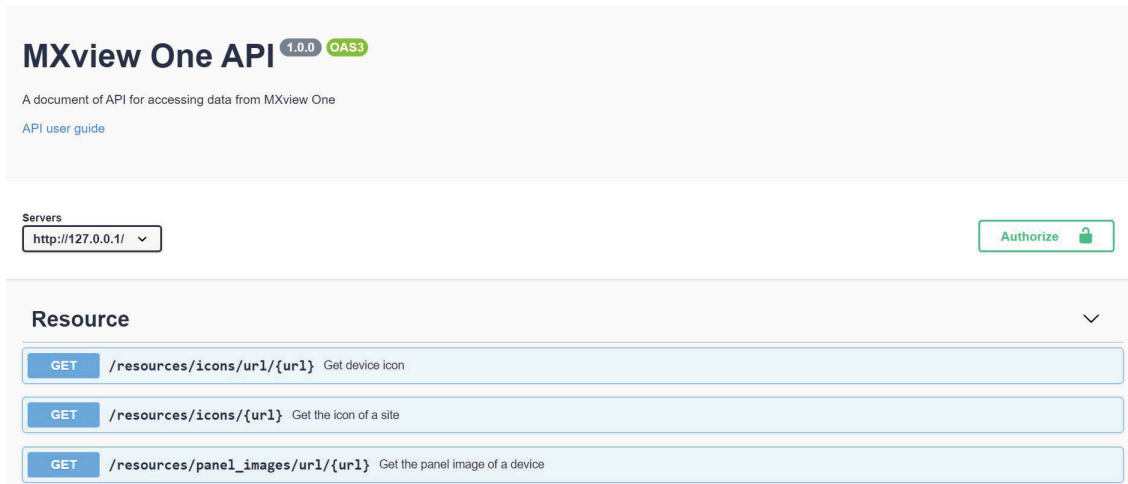 MXview One API 1.0.0 OAS3
A document of API for accessing data from MXview One
API user guide
Servers
http://127.0.0.1/
Authorize
Resource
GET /resources/icons/url/{url} Get device icon
GET /resources/icons/{url} Get the icon of a site
GET /resources/panel_images/url/{url} Get the panel image of a device